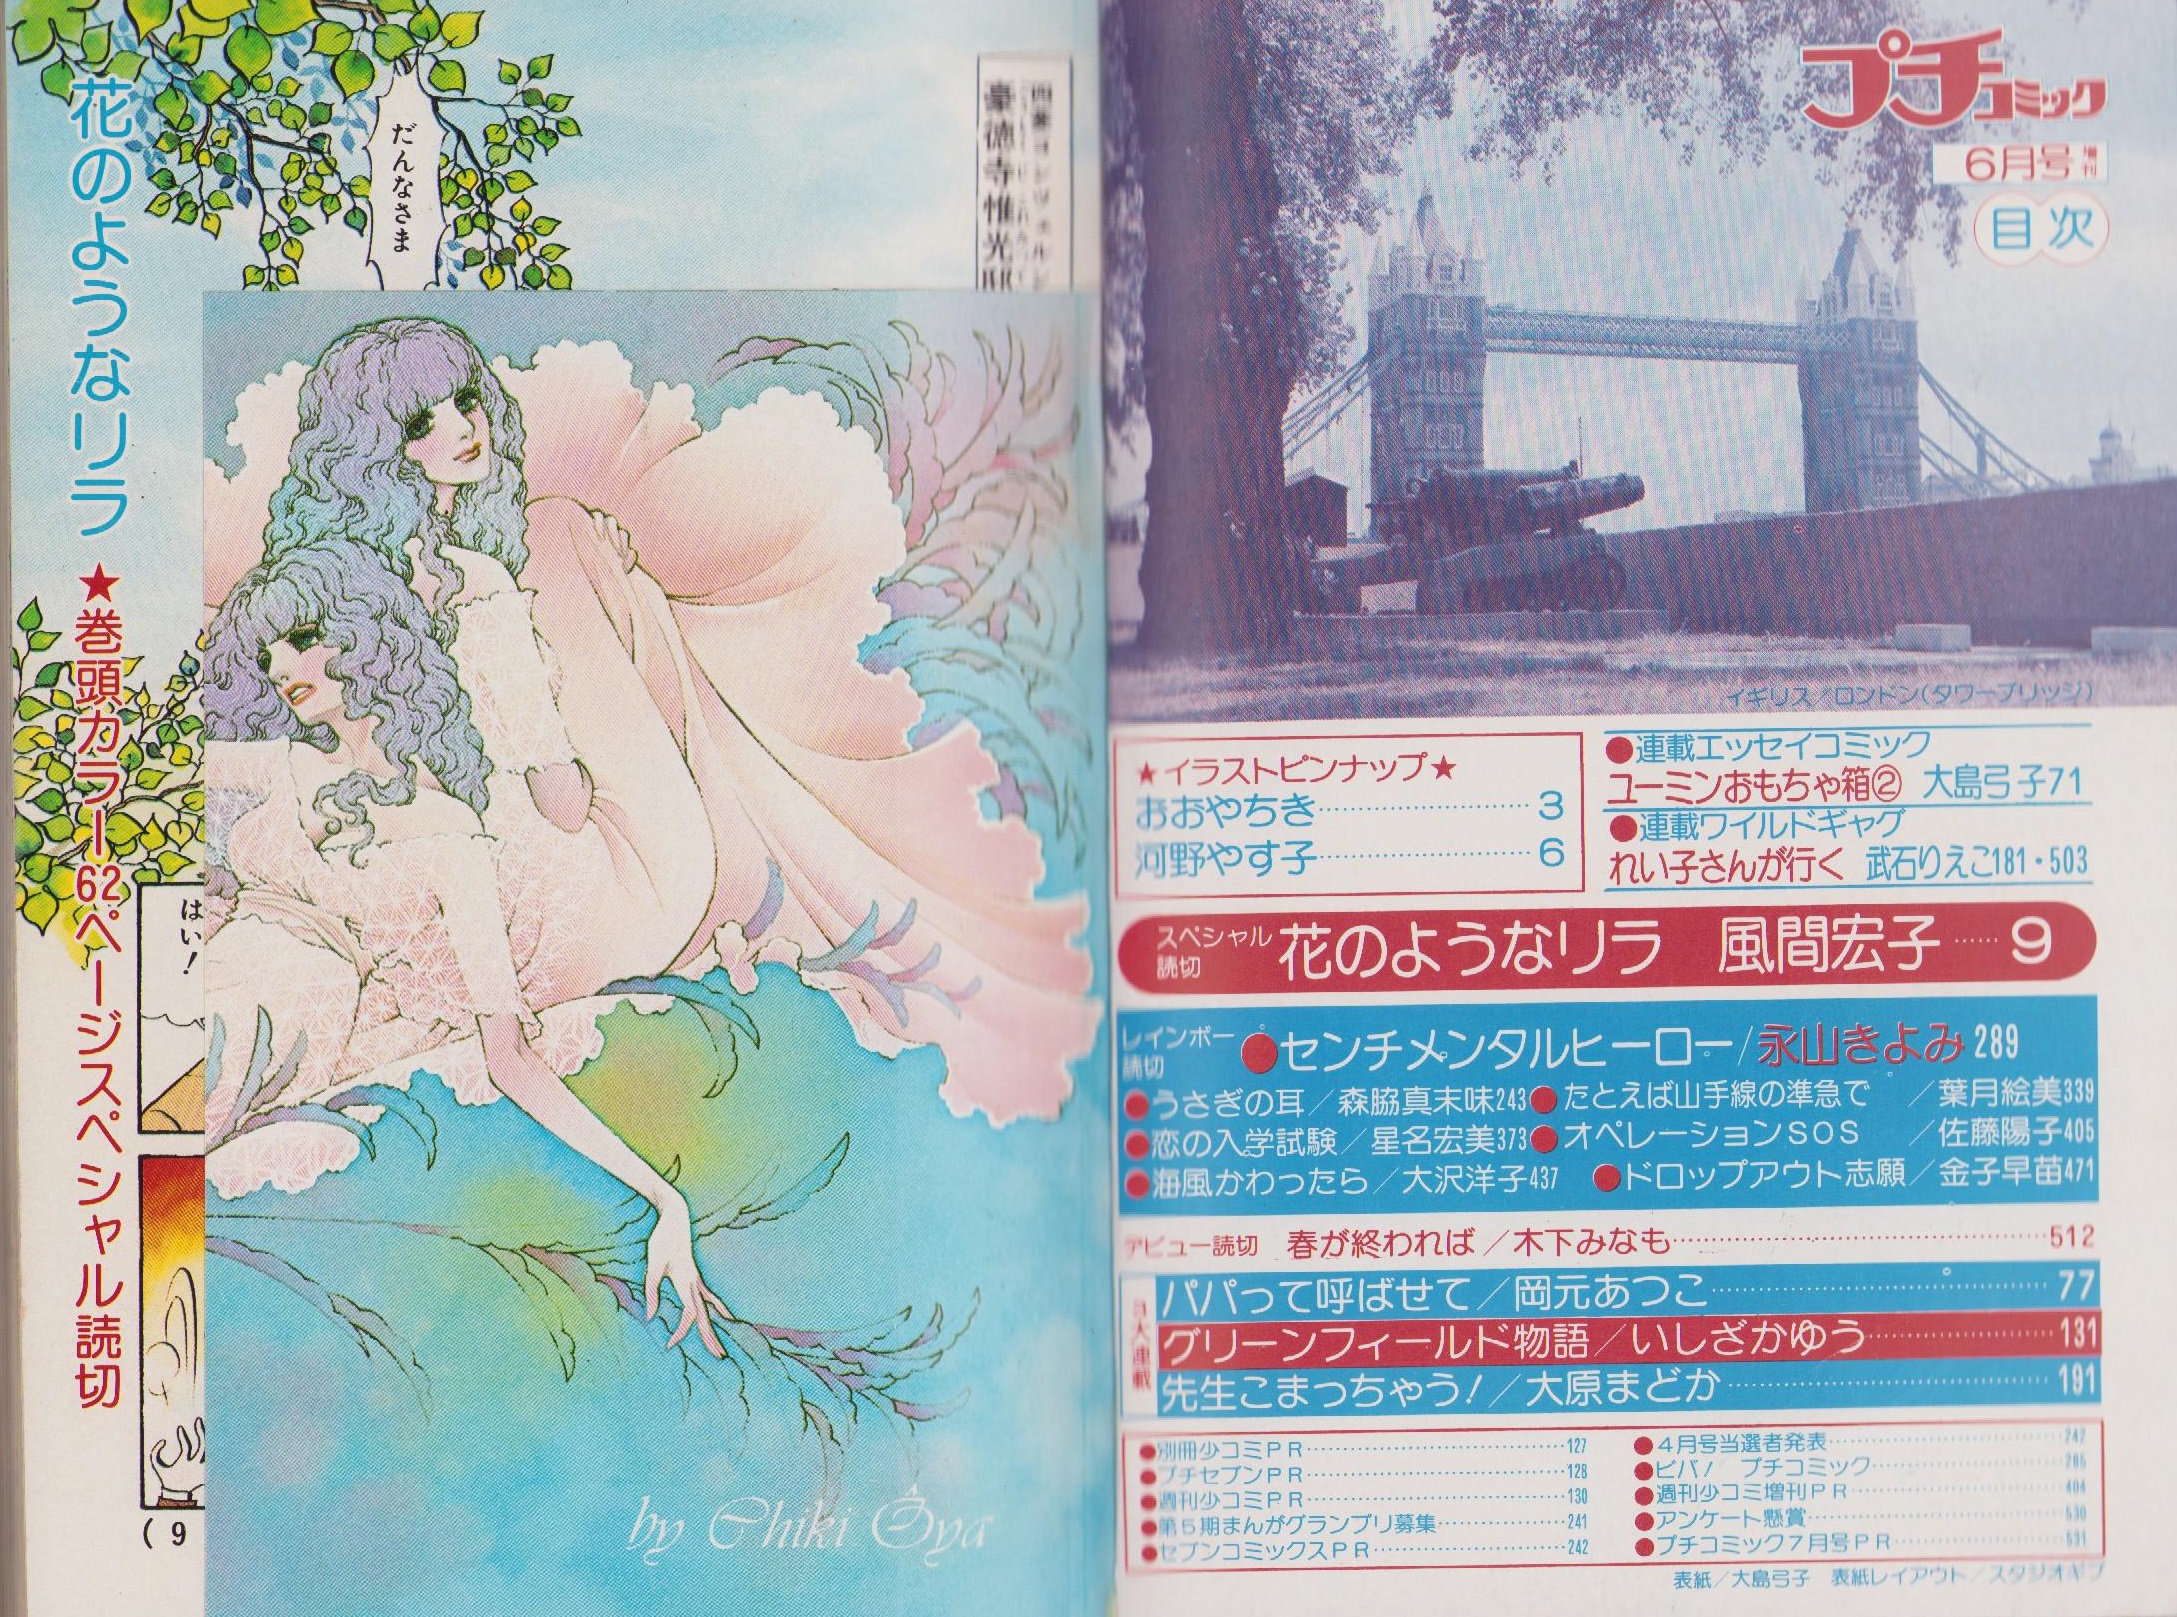 花のようなリラ
★巻頭カラー62ページスペシャル読切
だんなさま
豪徳寺惟光邸
はい!
(9
by Chiki Ôya
プチコミック
6月号増刊
目次
イギリス/ロンドン(タワーブリッジ)
★イラストピンナップ★
おおやちき……3
河野やす子……6
●連載エッセイコミック
ユーミンおもちゃ箱② 大島弓子71
●連載ワイルドギャグ
れい子さんが行く 武石りえこ181・503
スペシャル読切 花のようなリラ 風間宏子……9
レインボー読切 ●センチメンタルヒーロー/永山きよみ289
●うさぎの耳/森脇真末味243
●たとえば山手線の準急で/葉月絵美339
●恋の入学試験/星名宏美373
●オペレーションSOS/佐藤陽子405
●海風かわったら/大沢洋子437
●ドロップアウト志願/金子早苗471
デビュー読切 春が終われば/木下みなも……512
3大連載
パパって呼ばせて/岡元あつこ……77
グリーンフィールド物語/いしざかゆう……131
先生こまっちゃう!/大原まどか……191
●別冊少コミPR……127
●プチセブンPR……128
●週刊少コミPR……130
●第5期まんがグランプリ募集……241
●セブンコミックスPR……242
●4月号当選者発表……242
●ビバ! プチコミック……286
●週刊少コミ増刊PR……404
●アンケート懸賞……530
●プチコミック7月号PR……531
表紙/大島弓子 表紙レイアウト/スタジオギブ